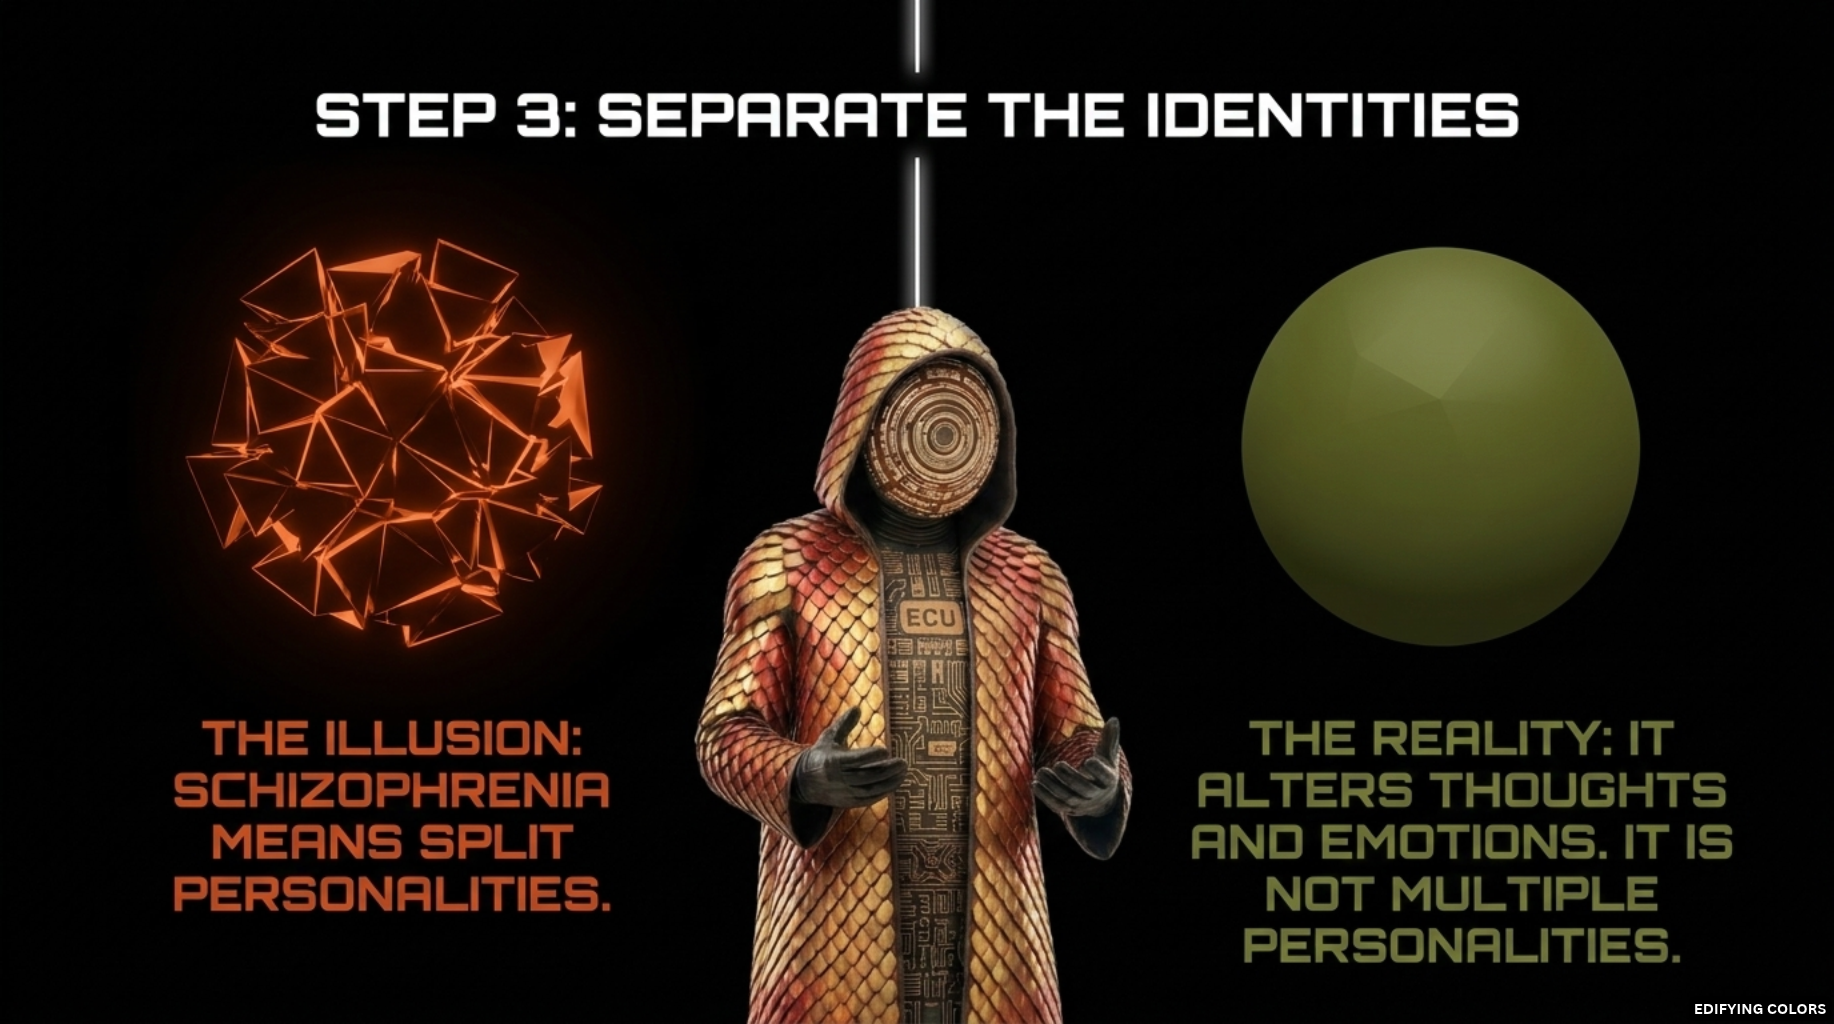 STEP 3: SEPARATE THE IDENTITIES
ECU
THE ILLUSION:
SCHIZOPHRENIA
MEANS SPLIT
PERSONALITIES.
THE REALITY: IT
ALTERS THOUGHTS
AND EMOTIONS. IT IS
NOT MULTIPLE
PERSONALITIES.
EDIFYING COLORS